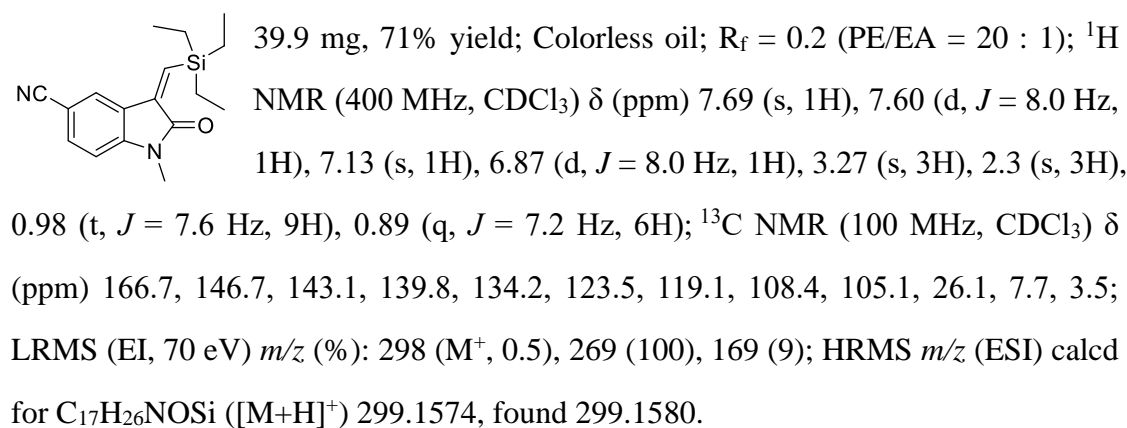 Si
NC
O
N
39.9 mg, 71% yield; Colorless oil; Rf = 0.2 (PE/EA = 20 : 1); ¹H
NMR (400 MHz, CDCl₃) δ (ppm) 7.69 (s, 1H), 7.60 (d, J = 8.0 Hz,
1H), 7.13 (s, 1H), 6.87 (d, J = 8.0 Hz, 1H), 3.27 (s, 3H), 2.3 (s, 3H),
0.98 (t, J = 7.6 Hz, 9H), 0.89 (q, J = 7.2 Hz, 6H); ¹³C NMR (100 MHz, CDCl₃) δ
(ppm) 166.7, 146.7, 143.1, 139.8, 134.2, 123.5, 119.1, 108.4, 105.1, 26.1, 7.7, 3.5;
LRMS (EI, 70 eV) m/z (%): 298 (M⁺, 0.5), 269 (100), 169 (9); HRMS m/z (ESI) calcd
for C₁₇H₂₆NOSi ([M+H]⁺) 299.1574, found 299.1580.